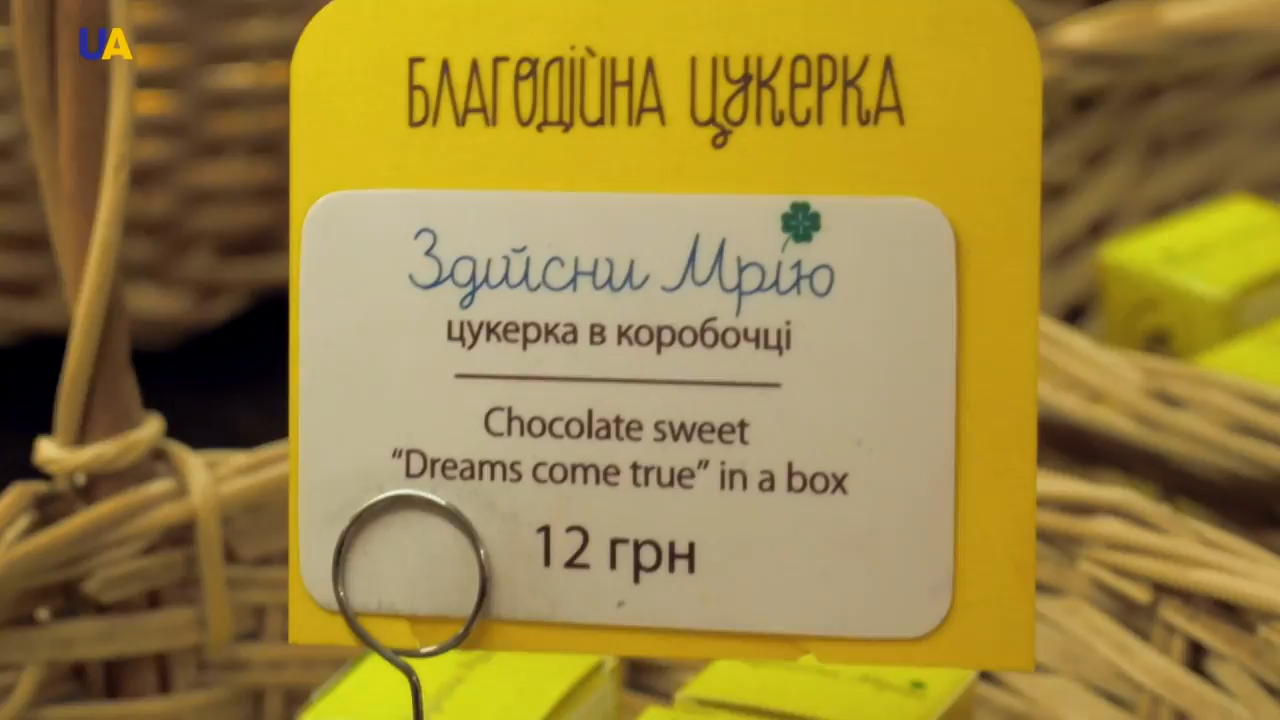 UA
БЛАГОДІЙНА ЦУКЕРКА
Здійсни Мрію
цукерка в коробочці
Chocolate sweet
“Dreams come true” in a box
12 грн